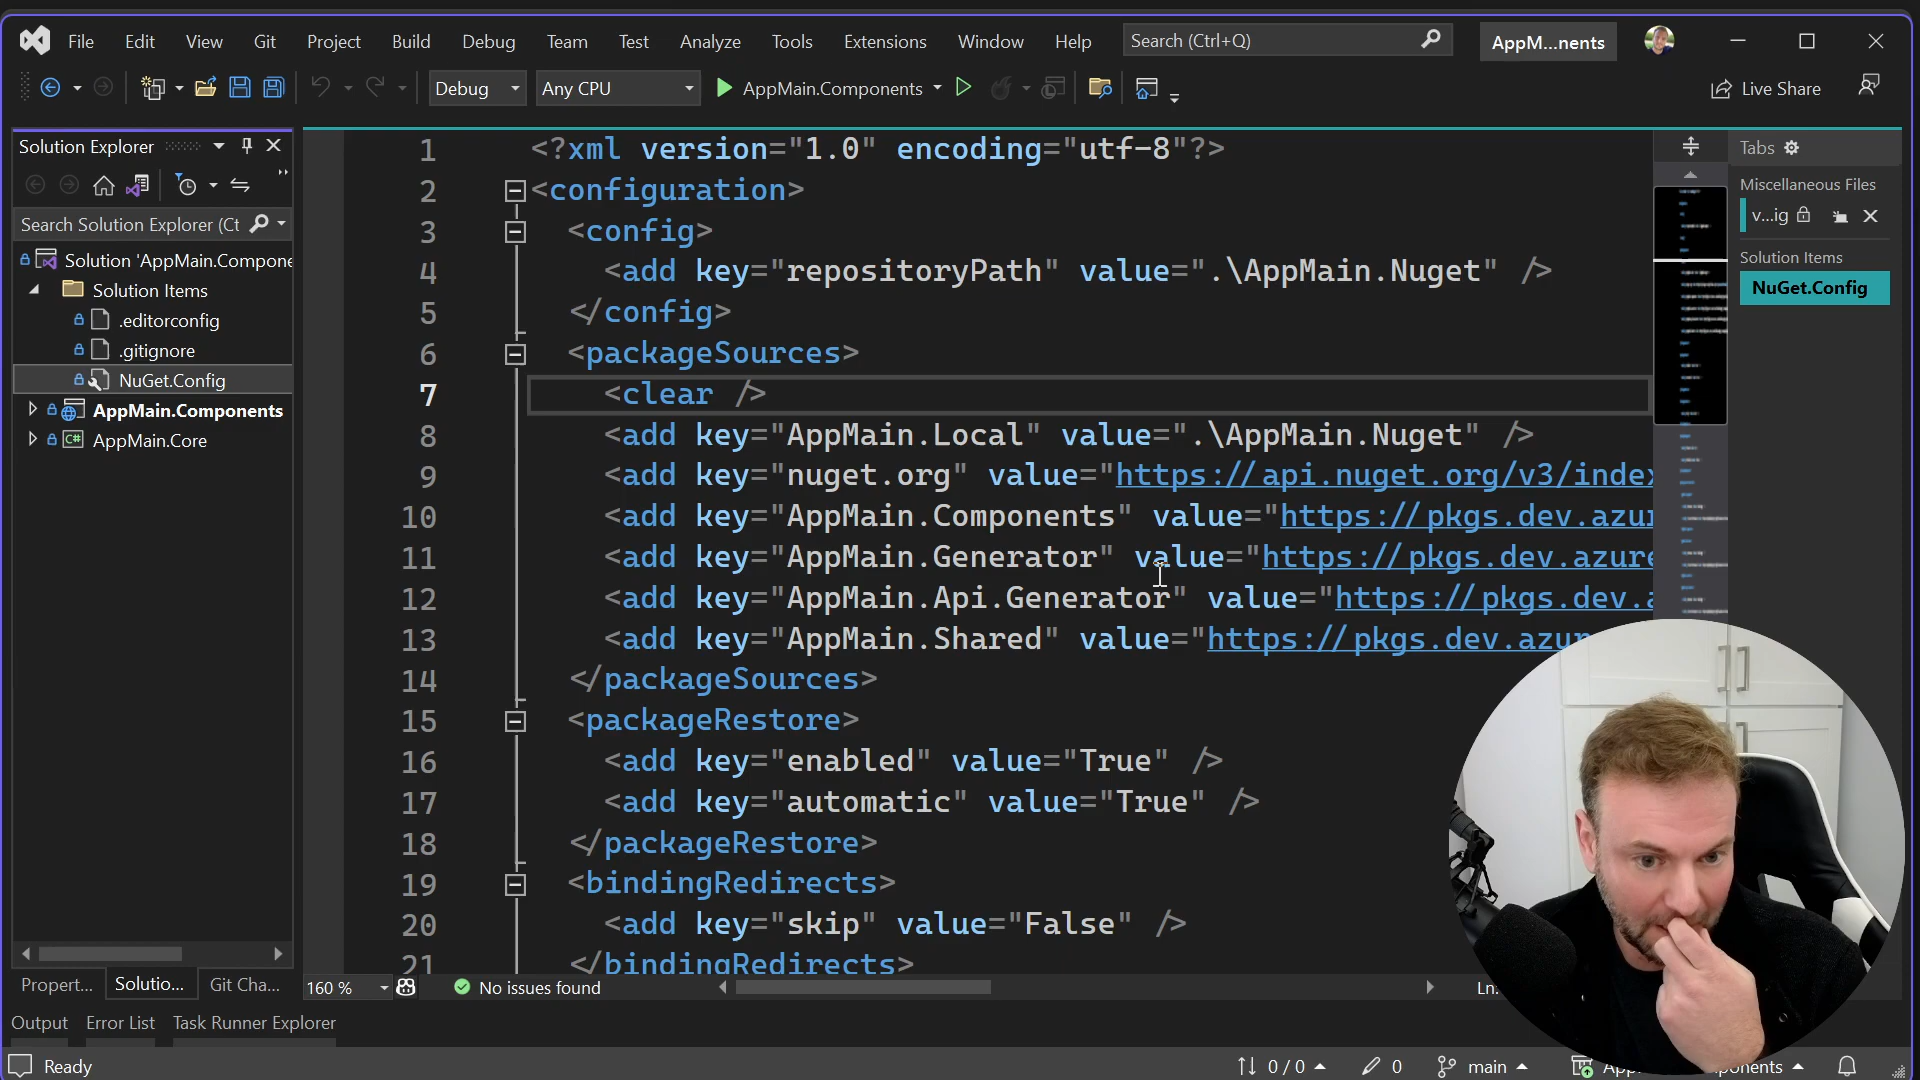 File Edit View Git Project Build Debug Team Test Analyze Tools Extensions Window Help Search (Ctrl+Q) AppM...nents
Debug Any CPU AppMain.Components Live Share
Solution Explorer
Search Solution Explorer (Ct
Solution 'AppMain.Compone
Solution Items
.editorconfig
.gitignore
NuGet.Config
AppMain.Components
AppMain.Core
1 <?xml version="1.0" encoding="utf-8"?>
2 <configuration>
3 <config>
4 <add key="repositoryPath" value=".\AppMain.Nuget" />
5 </config>
6 <packageSources>
7 <clear />
8 <add key="AppMain.Local" value=".\AppMain.Nuget" />
9 <add key="nuget.org" value="https://api.nuget.org/v3/index
10 <add key="AppMain.Components" value="https://pkgs.dev.azur
11 <add key="AppMain.Generator" value="https://pkgs.dev.azure
12 <add key="AppMain.Api.Generator" value="https://pkgs.dev.a
13 <add key="AppMain.Shared" value="https://pkgs.dev.azur
14 </packageSources>
15 <packageRestore>
16 <add key="enabled" value="True" />
17 <add key="automatic" value="True" />
18 </packageRestore>
19 <bindingRedirects>
20 <add key="skip" value="False" />
21 </bindingRedirects>
Tabs
Miscellaneous Files
v...ig
Solution Items
NuGet.Config
Propert... Solutio... Git Cha...
160 % No issues found Ln:
Output Error List Task Runner Explorer
Ready 0 / 0 0 main